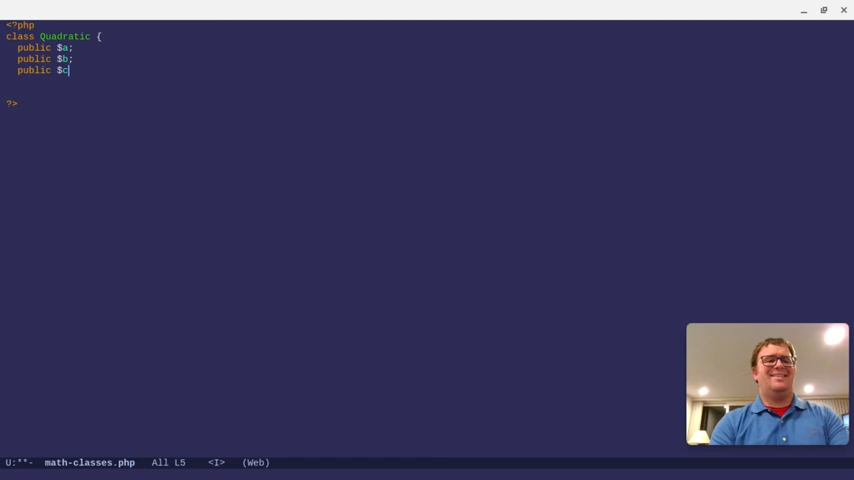 <?php
class Quadratic {
  public $a;
  public $b;
  public $c
?>
U:**-  math-classes.php   All L5    <I>   (Web)